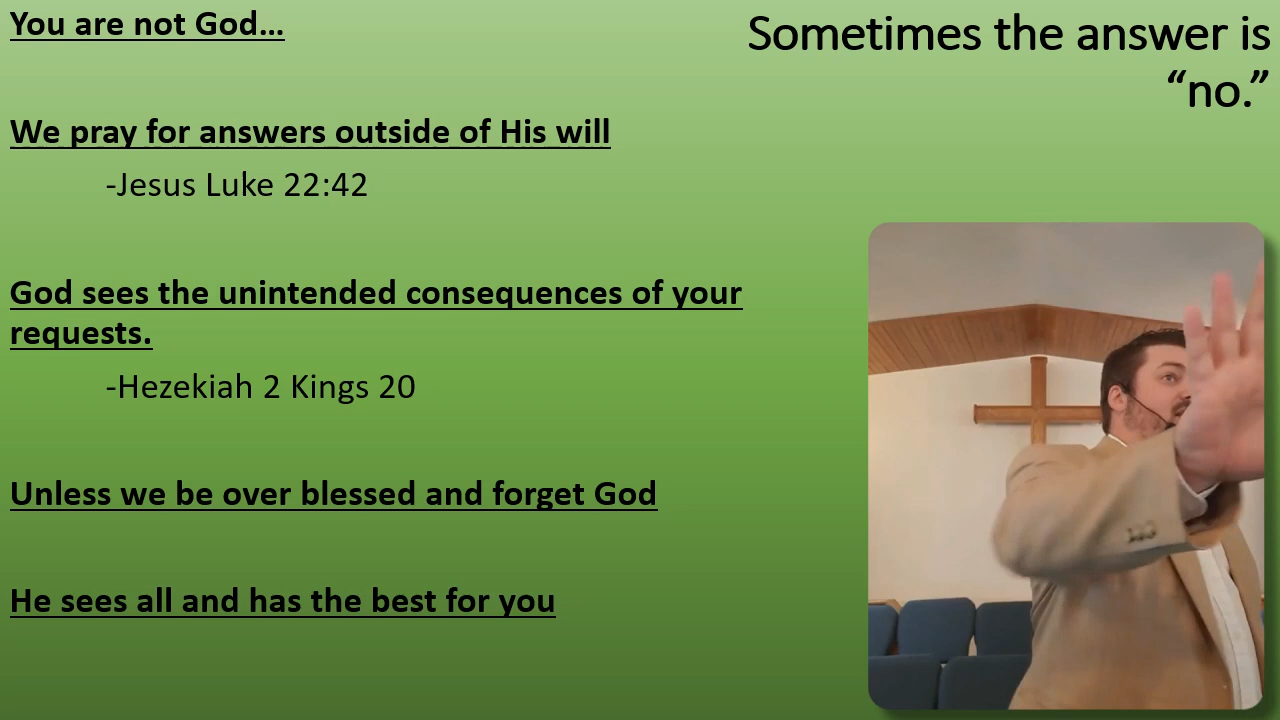 You are not God…
Sometimes the answer is
“no.”
We pray for answers outside of His will
-Jesus Luke 22:42
God sees the unintended consequences of your
requests.
-Hezekiah 2 Kings 20
Unless we be over blessed and forget God
He sees all and has the best for you